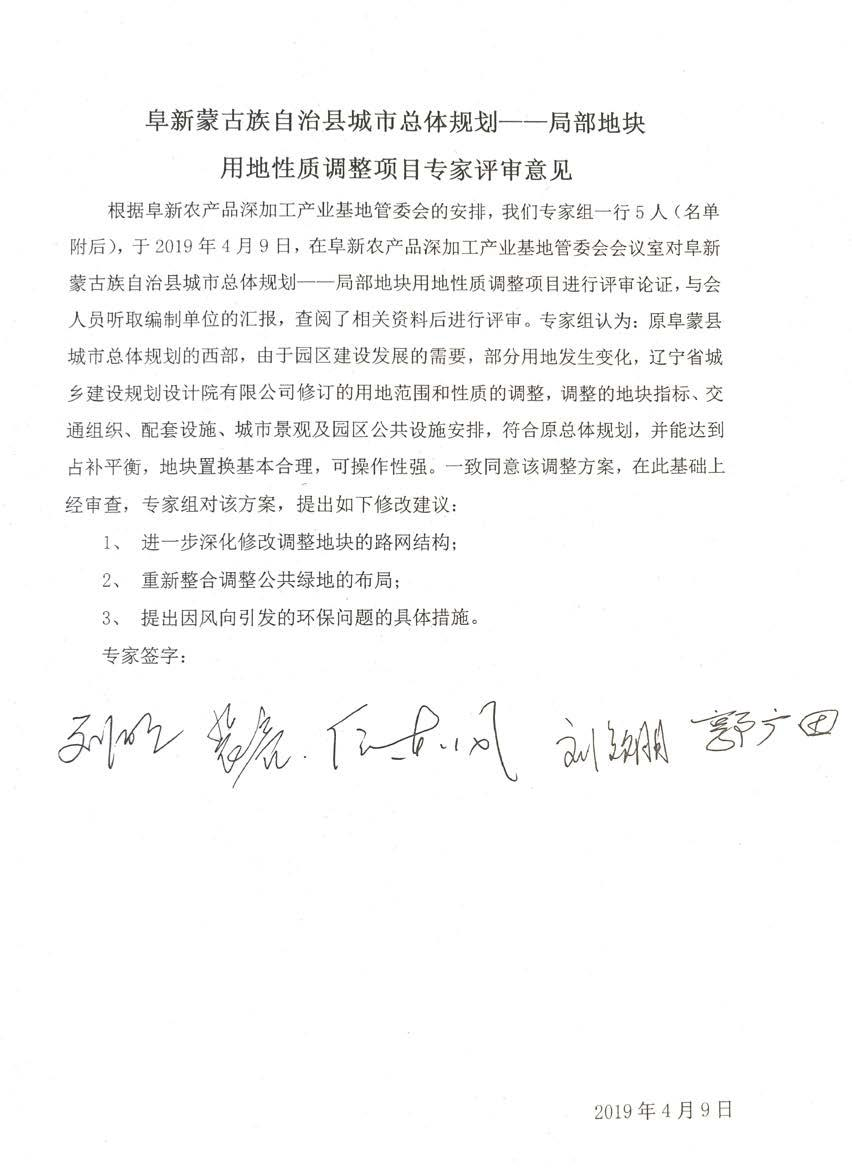 阜新蒙古族自治县城市总体规划——局部地块
用地性质调整项目专家评审意见
根据阜新农产品深加工产业基地管委会的安排，我们专家组一行5人（名单
附后），于2019年4月9日，在阜新农产品深加工产业基地管委会会议室对阜新
蒙古族自治县城市总体规划——局部地块用地性质调整项目进行评审论证，与会
人员听取编制单位的汇报，查阅了相关资料后进行评审。专家组认为：原阜蒙县
城市总体规划的西部，由于园区建设发展的需要，部分用地发生变化，辽宁省城
乡建设规划设计院有限公司修订的用地范围和性质的调整，调整的地块指标、交
通组织、配套设施、城市景观及园区公共设施安排，符合原总体规划，并能达到
占补平衡，地块置换基本合理，可操作性强。一致同意该调整方案，在此基础上
经审查，专家组对该方案，提出如下修改建议：
1、 进一步深化修改调整地块的路网结构；
2、 重新整合调整公共绿地的布局；
3、 提出因风向引发的环保问题的具体措施。
专家签字：
郭广田
2019年4月9日